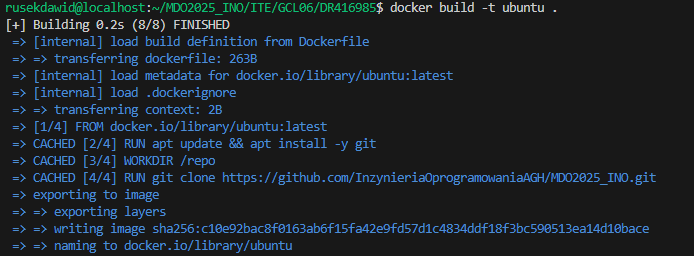 rusekdawid@localhost:~/MDO2025_INO/ITE/GCL06/DR416985$ docker build -t ubuntu .
[+] Building 0.2s (8/8) FINISHED
=> [internal] load build definition from Dockerfile
=> => transferring dockerfile: 263B
=> [internal] load metadata for docker.io/library/ubuntu:latest
=> [internal] load .dockerignore
=> => transferring context: 2B
=> [1/4] FROM docker.io/library/ubuntu:latest
=> CACHED [2/4] RUN apt update && apt install -y git
=> CACHED [3/4] WORKDIR /repo
=> CACHED [4/4] RUN git clone https://github.com/InzynieriaOprogramowaniaAGH/MDO2025_INO.git
=> exporting to image
=> => exporting layers
=> => writing image sha256:c10e92bac8f0163ab6f15fa42e9fd57d1c4834ddf18f3bc590513ea14d10bace
=> => naming to docker.io/library/ubuntu